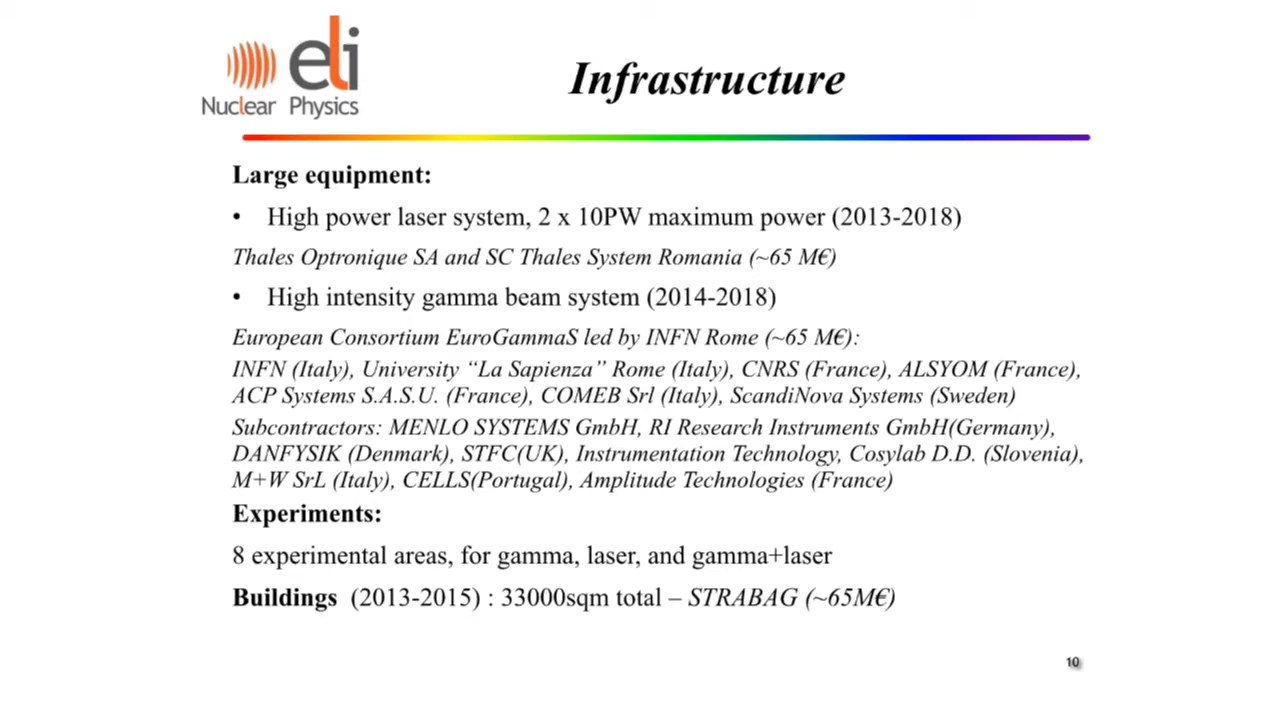 eli
Nuclear Physics
Infrastructure
Large equipment:
• High power laser system, 2 x 10PW maximum power (2013-2018)
Thales Optronique SA and SC Thales System Romania (~65 M€)
• High intensity gamma beam system (2014-2018)
European Consortium EuroGammaS led by INFN Rome (~65 M€):
INFN (Italy), University “La Sapienza” Rome (Italy), CNRS (France), ALSYOM (France),
ACP Systems S.A.S.U. (France), COMEB Srl (Italy), ScandiNova Systems (Sweden)
Subcontractors: MENLO SYSTEMS GmbH, RI Research Instruments GmbH(Germany),
DANFYSIK (Denmark), STFC(UK), Instrumentation Technology, Cosylab D.D. (Slovenia),
M+W SrL (Italy), CELLS(Portugal), Amplitude Technologies (France)
Experiments:
8 experimental areas, for gamma, laser, and gamma+laser
Buildings (2013-2015) : 33000sqm total – STRABAG (~65M€)
10